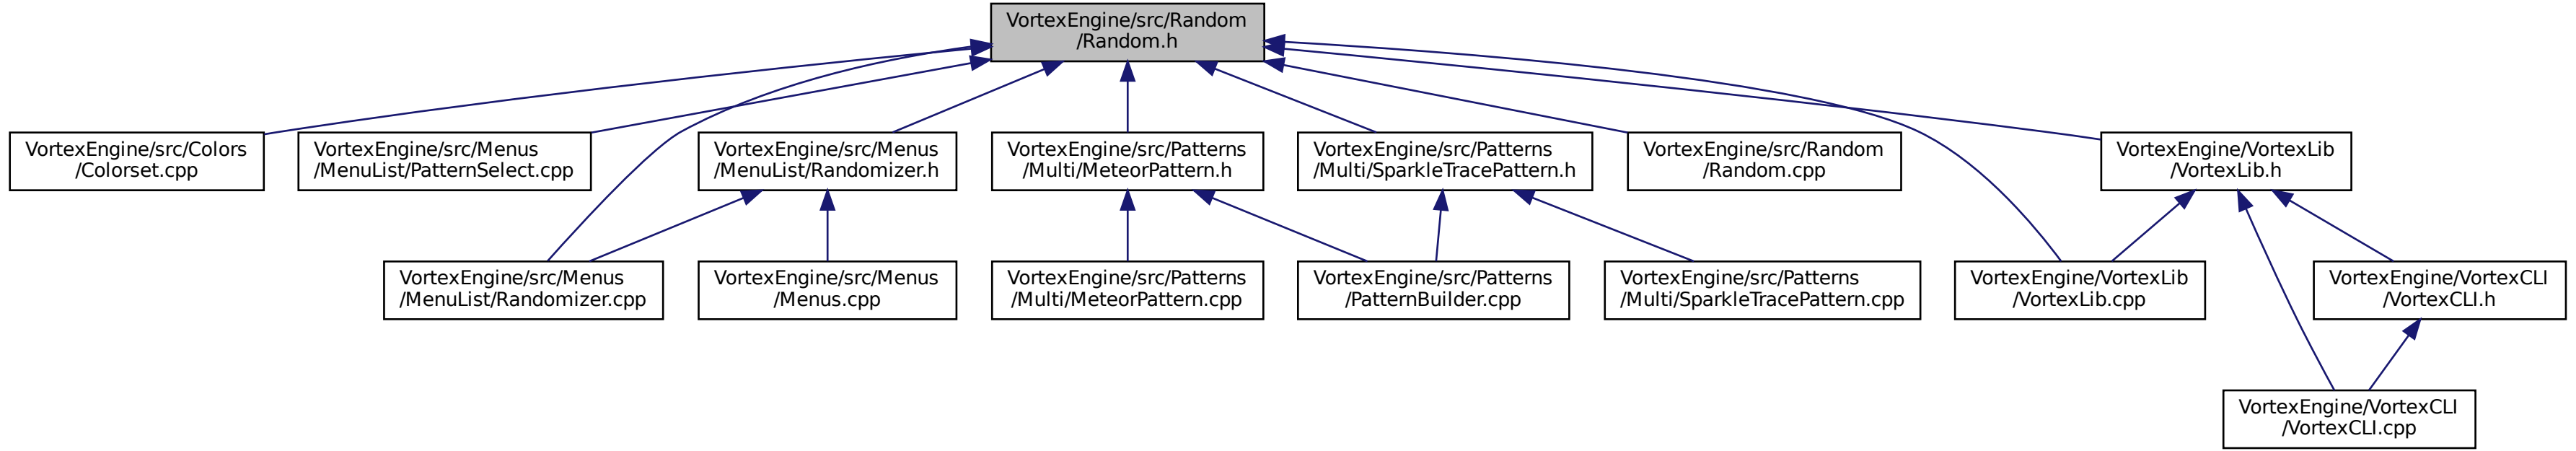 VortexEngine/src/Random
/Random.h
VortexEngine/src/Colors
/Colorset.cpp
VortexEngine/src/Menus
/MenuList/PatternSelect.cpp
VortexEngine/src/Menus
/MenuList/Randomizer.h
VortexEngine/src/Patterns
/Multi/MeteorPattern.h
VortexEngine/src/Patterns
/Multi/SparkleTracePattern.h
VortexEngine/src/Random
/Random.cpp
VortexEngine/VortexLib
/VortexLib.h
VortexEngine/src/Menus
/MenuList/Randomizer.cpp
VortexEngine/src/Menus
/Menus.cpp
VortexEngine/src/Patterns
/Multi/MeteorPattern.cpp
VortexEngine/src/Patterns
/PatternBuilder.cpp
VortexEngine/src/Patterns
/Multi/SparkleTracePattern.cpp
VortexEngine/VortexLib
/VortexLib.cpp
VortexEngine/VortexCLI
/VortexCLI.h
VortexEngine/VortexCLI
/VortexCLI.cpp